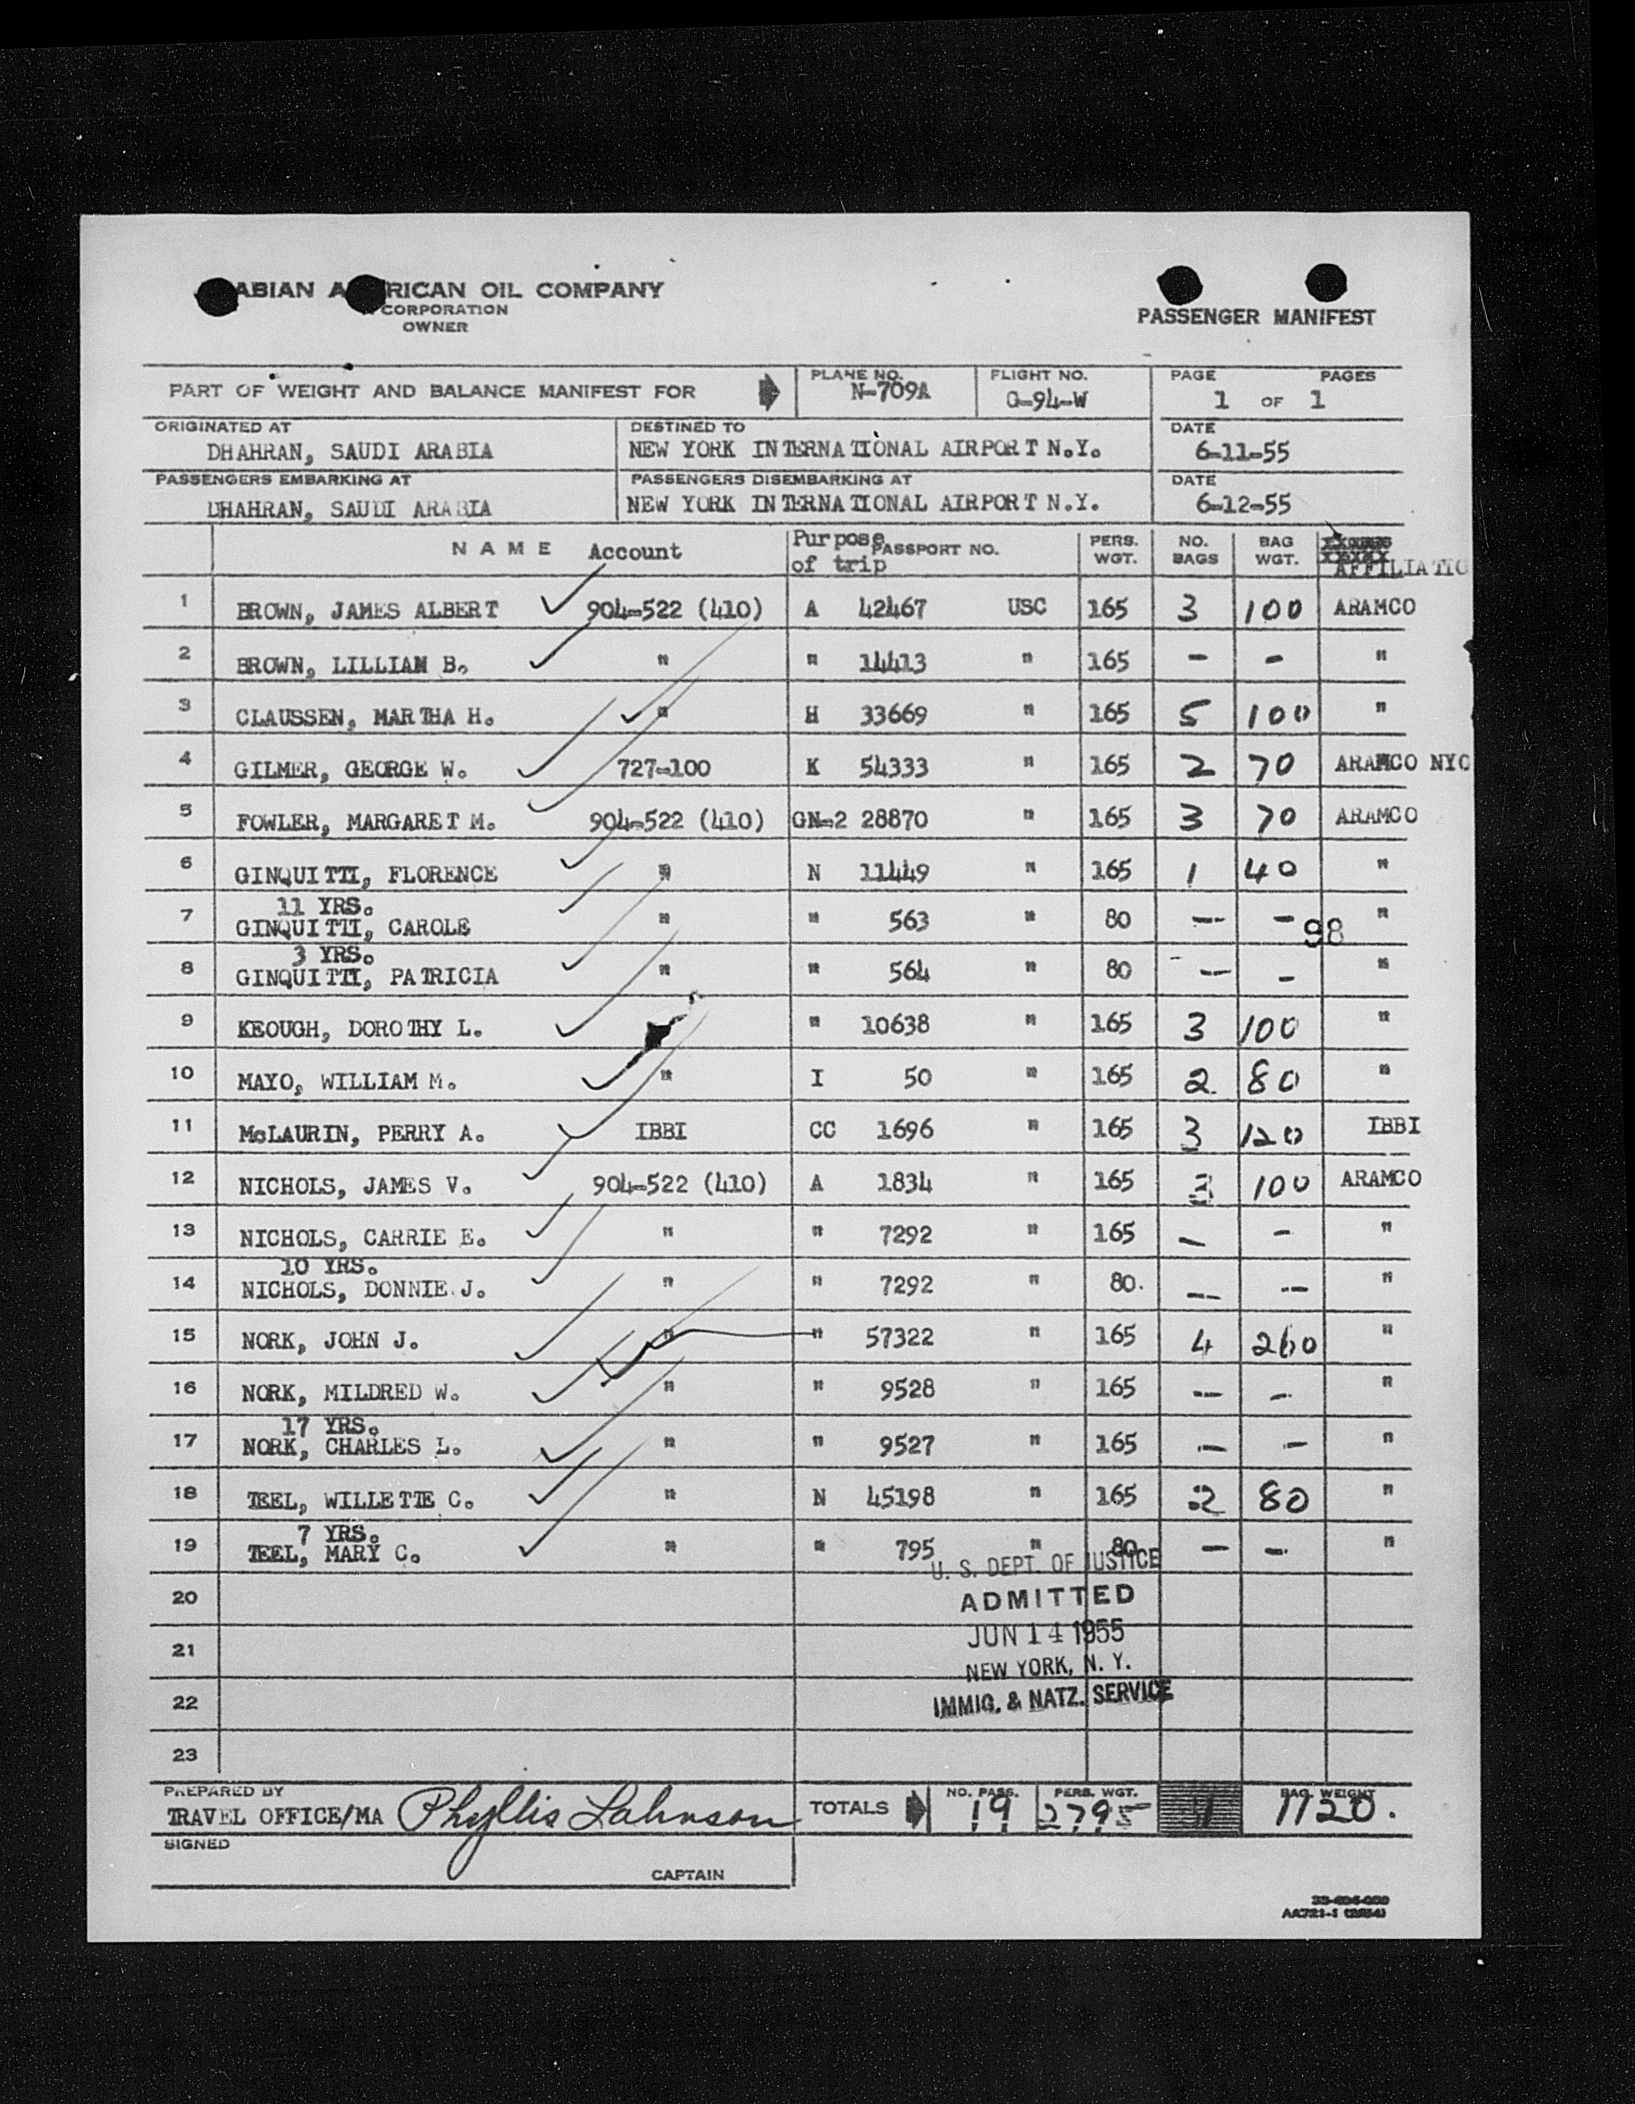 ABIAN A RICAN OIL COMPANY
CORPORATION
OWNER
PASSENGER MANIFEST
PART OF WEIGHT AND BALANCE MANIFEST FOR
PLANE NO. N-709A
FLIGHT NO. G-94-W
PAGE 1 OF 1 PAGES
ORIGINATED AT DHAHRAN, SAUDI ARABIA
DESTINED TO NEW YORK INTERNATIONAL AIRPORT N.Y.
DATE 6-11-55
PASSENGERS EMBARKING AT DHAHRAN, SAUDI ARABIA
PASSENGERS DISEMBARKING AT NEW YORK INTERNATIONAL AIRPORT N.Y.
DATE 6-12-55
NAME Account Purpose of trip PASSPORT NO. PERS. WGT. NO. BAGS BAG WGT. AFFILIATIO
1 BROWN, JAMES ALBERT 904-522 (410) A 42467 USC 165 3 100 ARAMCO
2 BROWN, LILLIAN B. " " 14413 " 165 - - "
3 CLAUSSEN, MARTHA H. " H 33669 " 165 5 100 "
4 GILMER, GEORGE W. 727-100 K 54333 " 165 2 70 ARAMCO NYC
5 FOWLER, MARGARET M. 904-522 (410) GN-2 28870 " 165 3 70 ARAMCO
6 GINQUITTI, FLORENCE " N 11449 " 165 1 40 "
11 YRS.
7 GINQUITTI, CAROLE " " 563 " 80 - - "
98
3 YRS.
8 GINQUITTI, PATRICIA " " 564 " 80 - - "
9 KEOUGH, DOROTHY L. " 10638 " 165 3 100 "
10 MAYO, WILLIAM M. " I 50 " 165 2 80 "
11 McLAURIN, PERRY A. IBBI CC 1696 " 165 3 120 IBBI
12 NICHOLS, JAMES V. 904-522 (410) A 1834 " 165 3 100 ARAMCO
13 NICHOLS, CARRIE E. " " 7292 " 165 - - "
10 YRS.
14 NICHOLS, DONNIE J. " " 7292 " 80. - - "
15 NORK, JOHN J. " " 57322 " 165 4 260 "
16 NORK, MILDRED W. " " 9528 " 165 - - "
17 YRS.
17 NORK, CHARLES L. " " 9527 " 165 - - "
18 TEEL, WILLETTE C. " N 45198 " 165 2 80 "
7 YRS.
19 TEEL, MARY C. " " 795 " 80 - - "
U. S. DEPT. OF JUSTICE
20
ADMITTED
21
JUN 14 1955
NEW YORK, N. Y.
22
IMMIG. & NATZ. SERVICE
23
PREPARED BY
TRAVEL OFFICE/MA Phyllis Lahnson
TOTALS NO. PASS. 19 PERS. WGT. 2795 BAG. WEIGHT 1120.
SIGNED
CAPTAIN